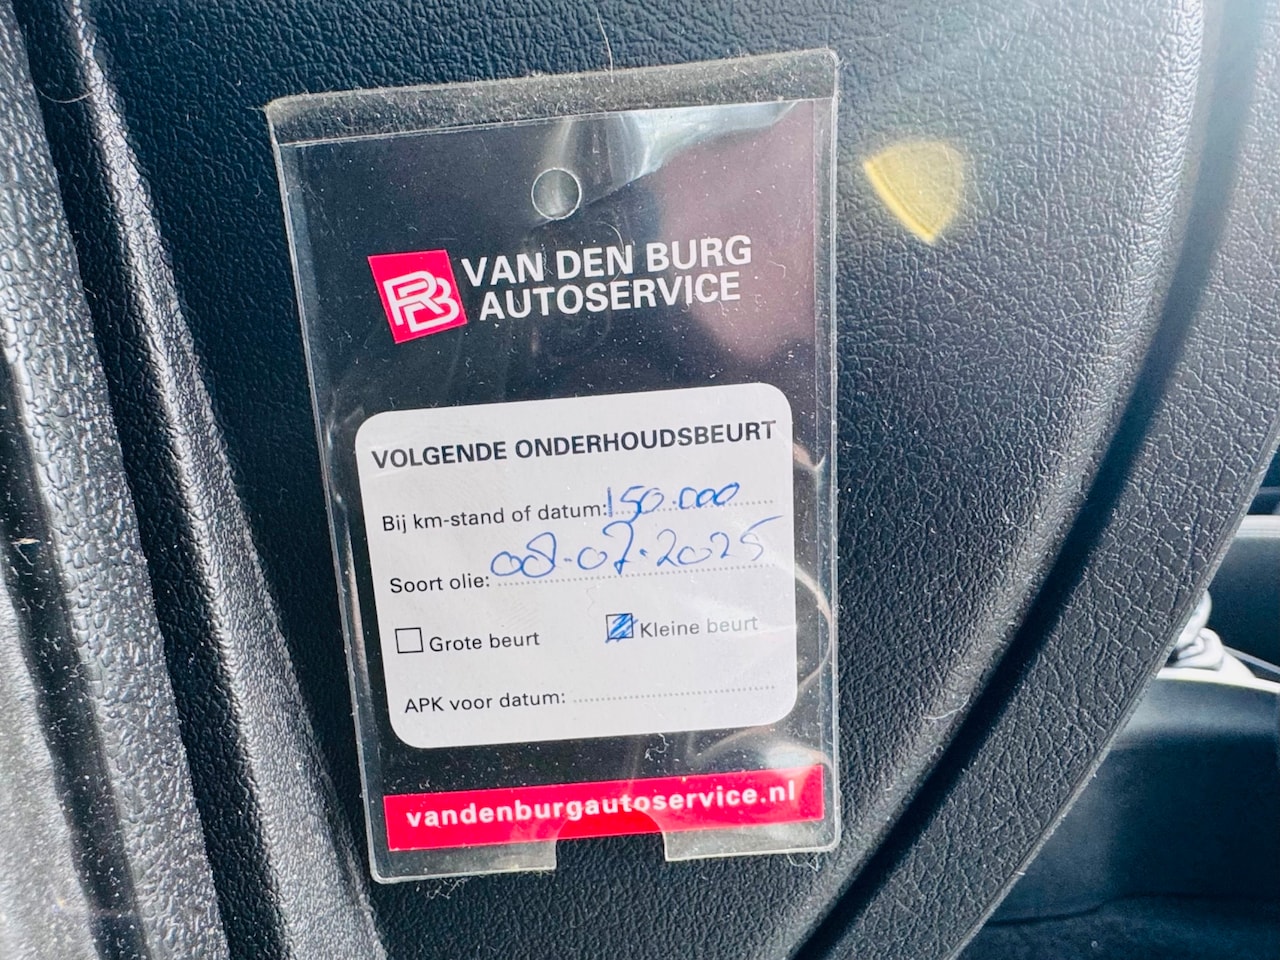 RB VAN DEN BURG
AUTOSERVICE
VOLGENDE ONDERHOUDSBEURT
Bij km-stand of datum: 150.000
Soort olie: 08.07.2025
Grote beurt Kleine beurt
APK voor datum:
vandenburgautoservice.nl